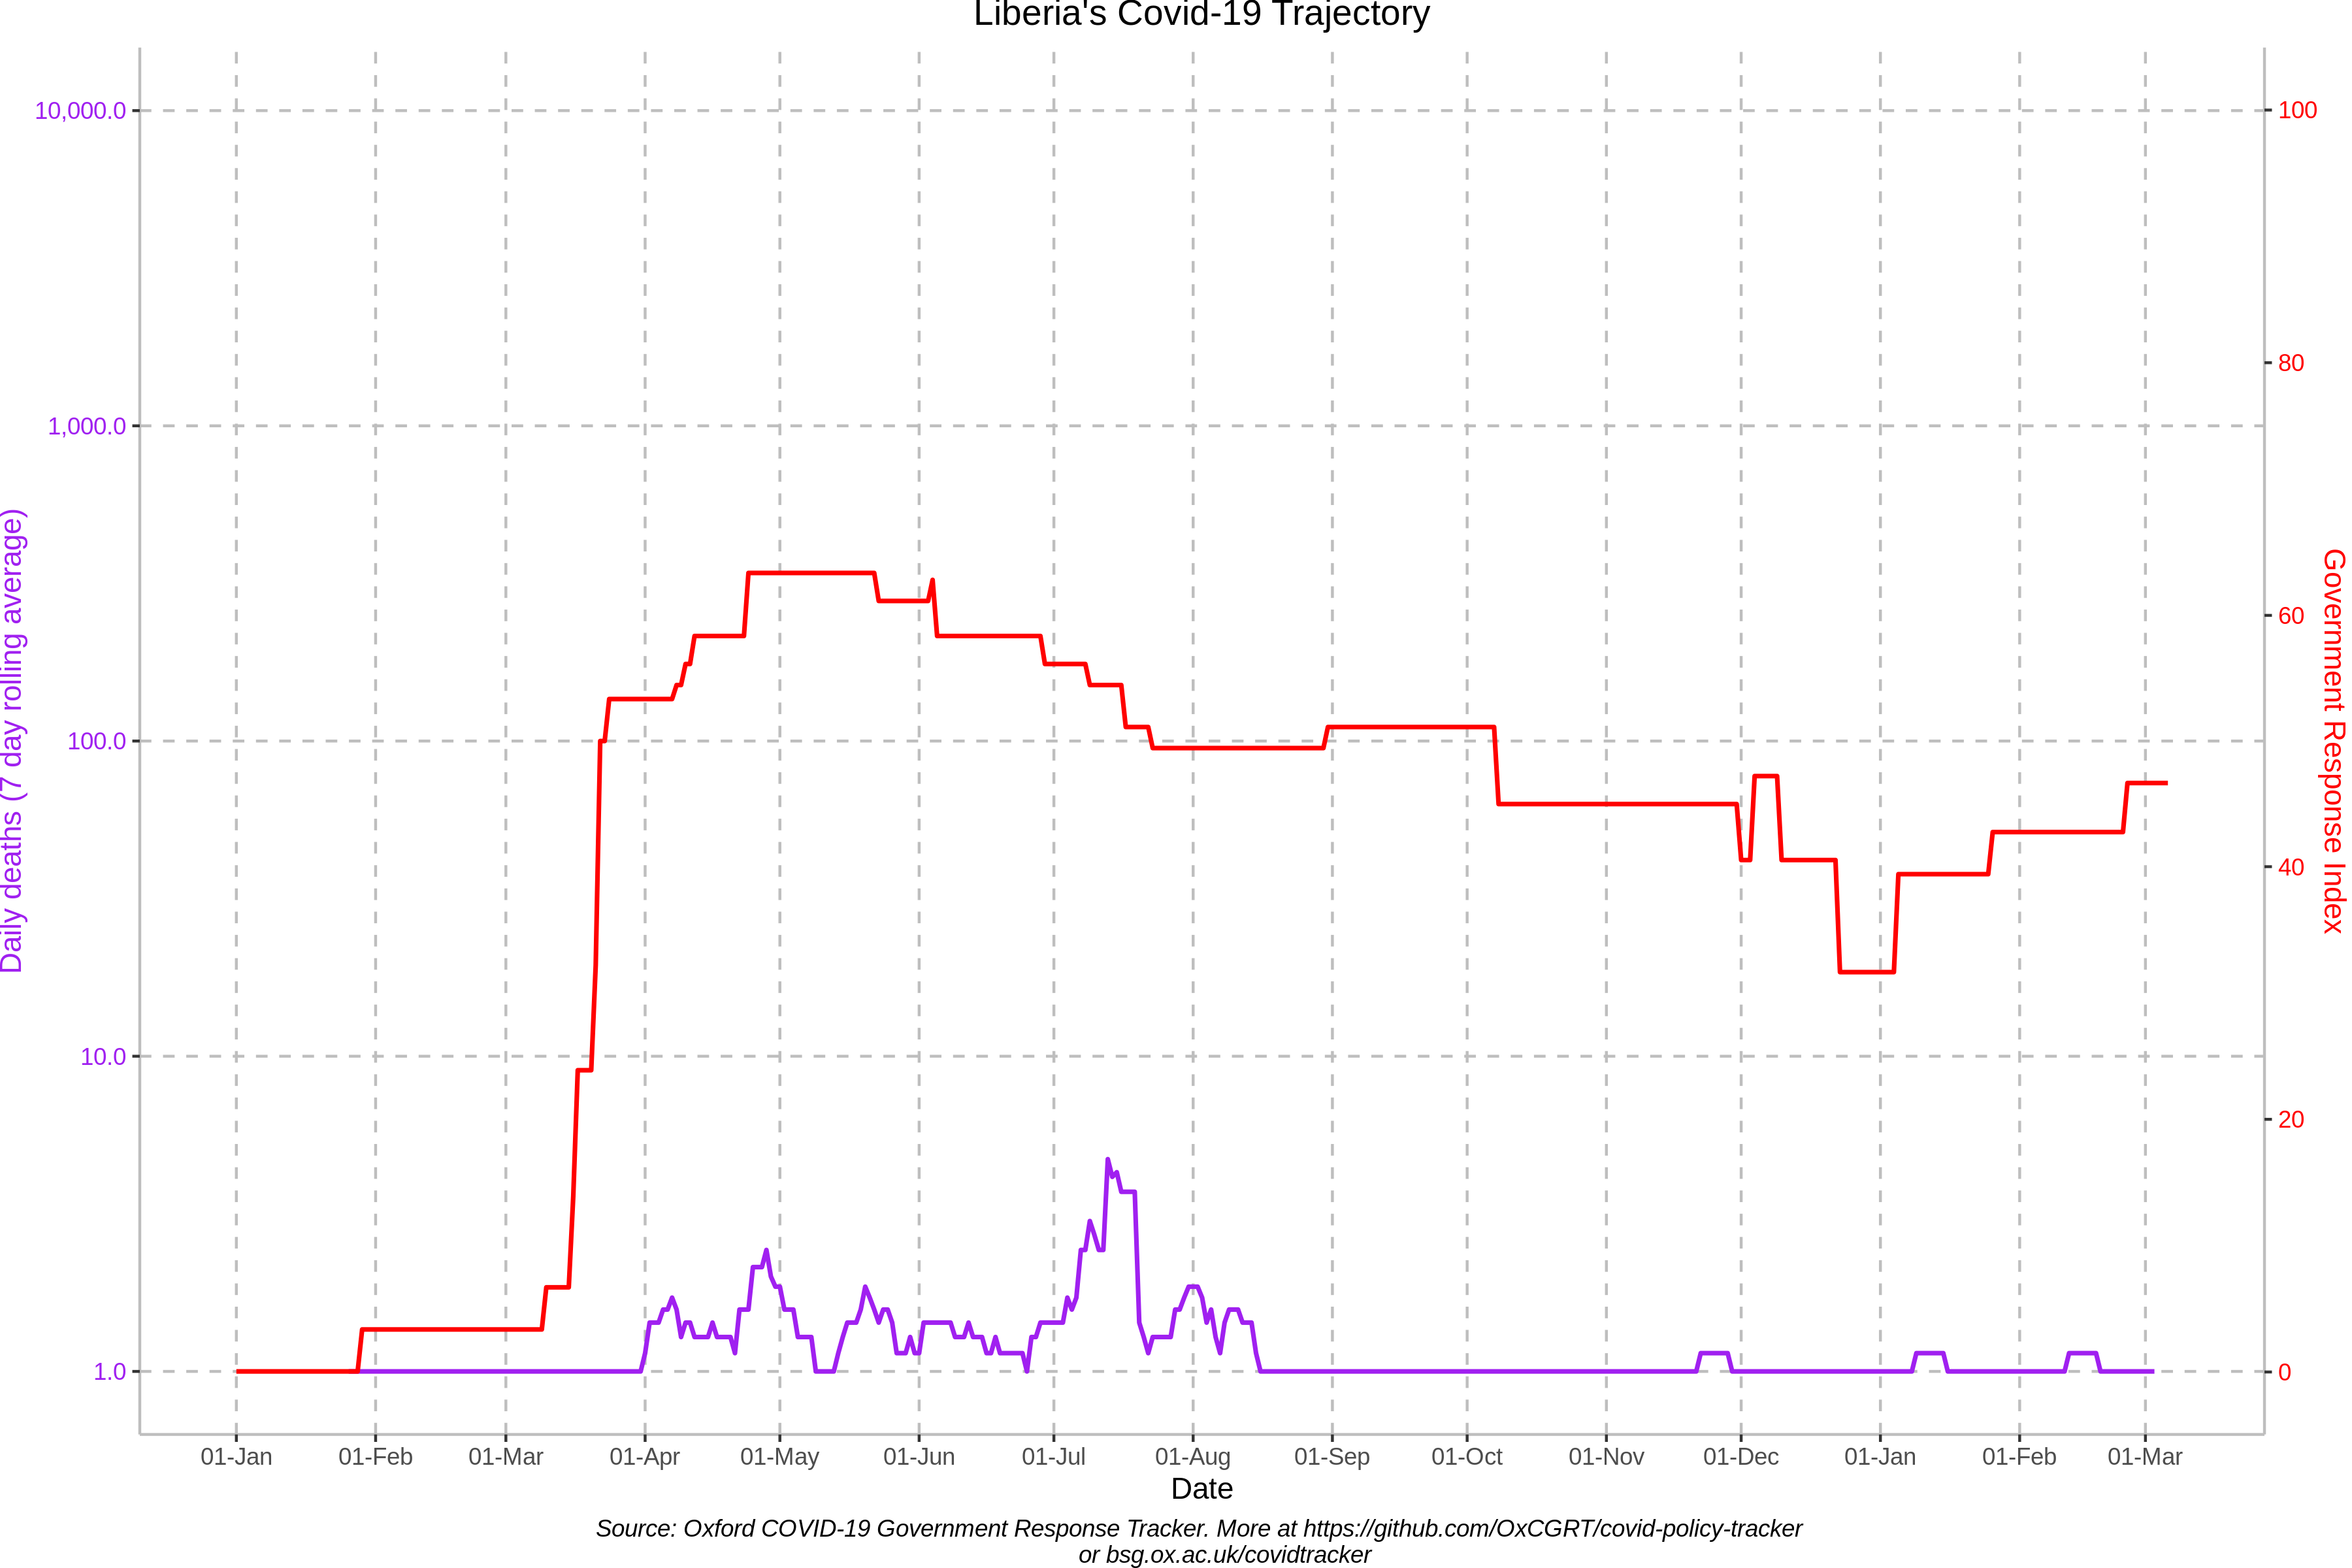 Liberia's Covid-19 Trajectory
10,000.0
1,000.0
100.0
10.0
1.0
Daily deaths (7 day rolling average)
100
80
60
40
20
0
Government Response Index
01-Jan 01-Feb 01-Mar 01-Apr 01-May 01-Jun 01-Jul 01-Aug 01-Sep 01-Oct 01-Nov 01-Dec 01-Jan 01-Feb 01-Mar
Date
Source: Oxford COVID-19 Government Response Tracker. More at https://github.com/OxCGRT/covid-policy-tracker
or bsg.ox.ac.uk/covidtracker